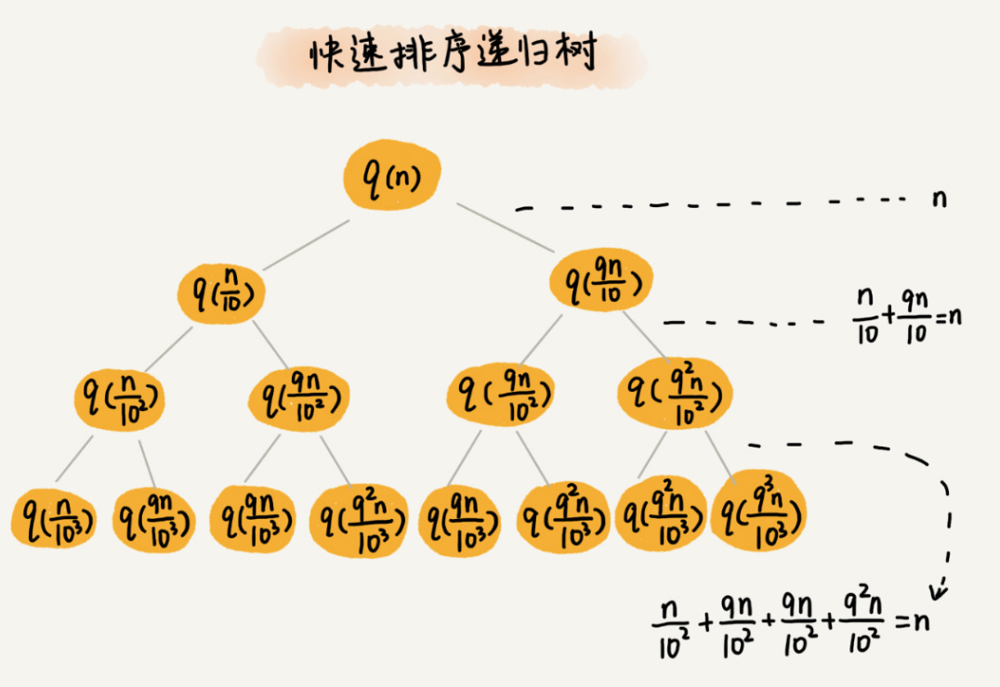 快速排序递归树
q(n)
n
q(n/10) q(9n/10)
n/10 + 9n/10 = n
q(n/10²) q(9n/10²) q(9n/10²) q(9²n/10²)
q(n/10³) q(9n/10³) q(9n/10³) q(9²n/10³) q(9n/10³) q(9²n/10³) q(9²n/10³) q(9³n/10³)
n/10² + 9n/10² + 9n/10² + 9²n/10² = n